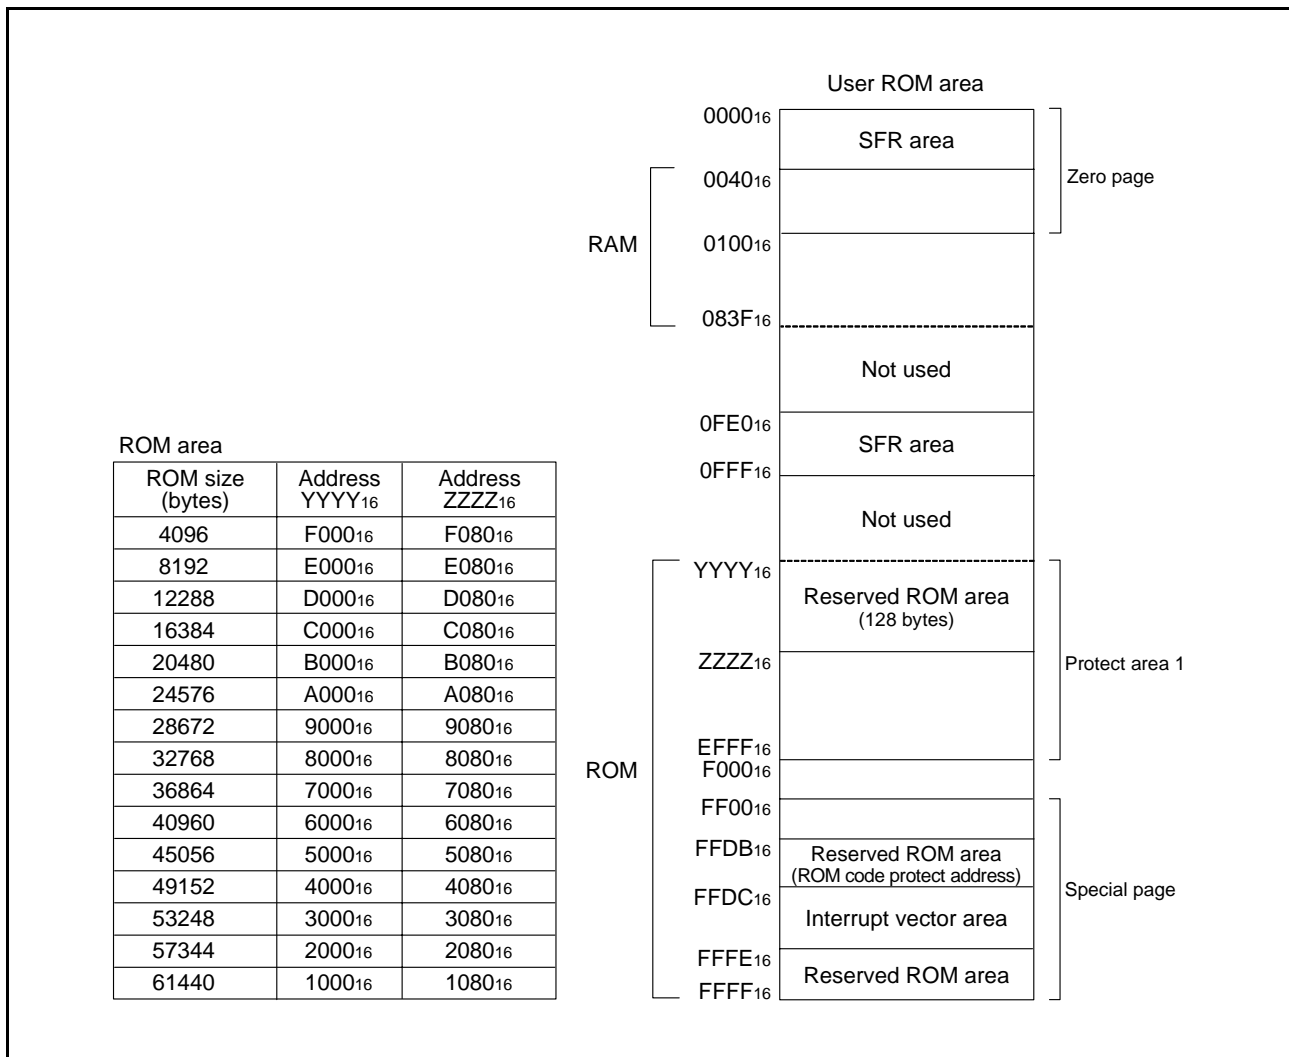 User ROM area
0000₁₆
SFR area
0040₁₆
Zero page
RAM
0100₁₆
083F₁₆
Not used
0FE0₁₆
SFR area
0FFF₁₆
Not used
YYYY₁₆
Reserved ROM area
(128 bytes)
ZZZZ₁₆
Protect area 1
EFFF₁₆
ROM
F000₁₆
FF00₁₆
FFDB₁₆
Reserved ROM area
(ROM code protect address)
FFDC₁₆
Special page
Interrupt vector area
FFFE₁₆
Reserved ROM area
FFFF₁₆
ROM area
ROM size (bytes) Address YYYY₁₆ Address ZZZZ₁₆
4096 F000₁₆ F080₁₆
8192 E000₁₆ E080₁₆
12288 D000₁₆ D080₁₆
16384 C000₁₆ C080₁₆
20480 B000₁₆ B080₁₆
24576 A000₁₆ A080₁₆
28672 9000₁₆ 9080₁₆
32768 8000₁₆ 8080₁₆
36864 7000₁₆ 7080₁₆
40960 6000₁₆ 6080₁₆
45056 5000₁₆ 5080₁₆
49152 4000₁₆ 4080₁₆
53248 3000₁₆ 3080₁₆
57344 2000₁₆ 2080₁₆
61440 1000₁₆ 1080₁₆